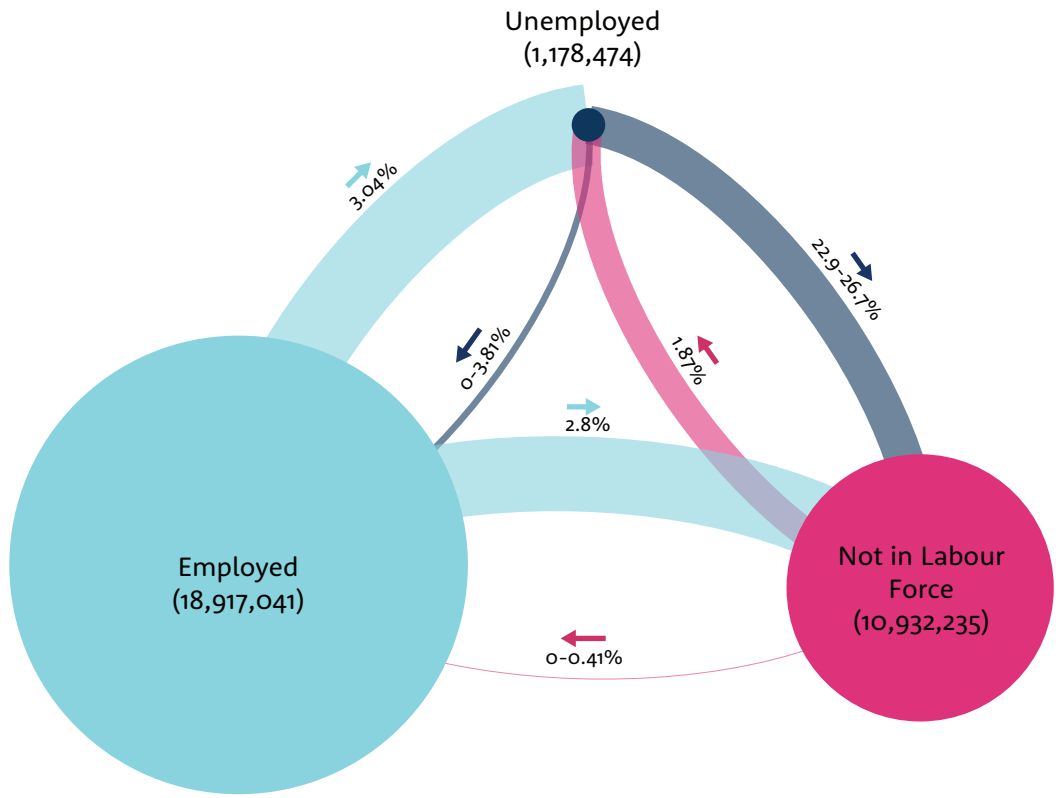 Unemployed
(1,178,474)
3.04%
22.9-26.7%
0-3.81%
1.87%
2.8%
Employed
(18,917,041)
Not in Labour
Force
(10,932,235)
0-0.41%